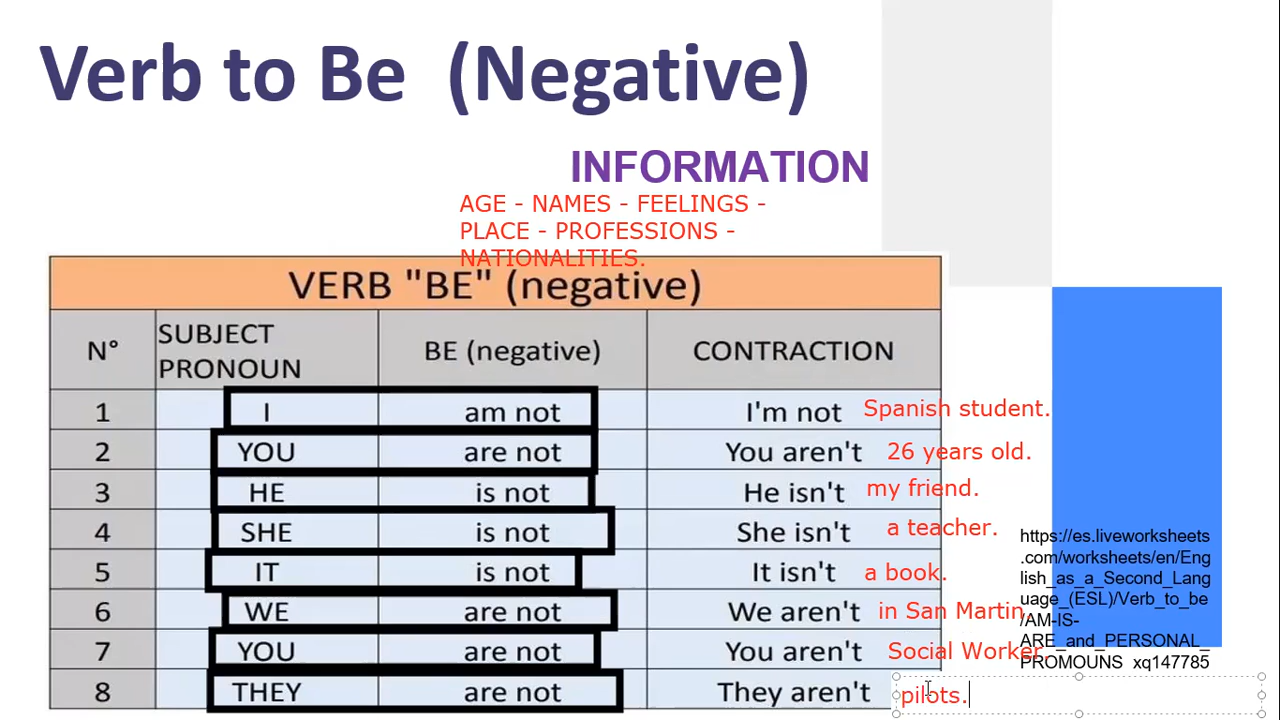 Verb to Be (Negative)
INFORMATION
AGE - NAMES - FEELINGS -
PLACE - PROFESSIONS -
NATIONALITIES.
VERB "BE" (negative)
N° SUBJECT PRONOUN BE (negative) CONTRACTION
1 I am not I'm not Spanish student.
2 YOU are not You aren't 26 years old.
3 HE is not He isn't my friend.
4 SHE is not She isn't a teacher.
5 IT is not It isn't a book.
6 WE are not We aren't in San Martin.
7 YOU are not You aren't Social Worker
8 THEY are not They aren't pilots.
https://es.liveworksheets
.com/worksheets/en/Eng
lish_as_a_Second_Lang
uage_(ESL)/Verb_to_be
/AM-IS-
ARE_and_PERSONAL_
PROMOUNS_xq147785